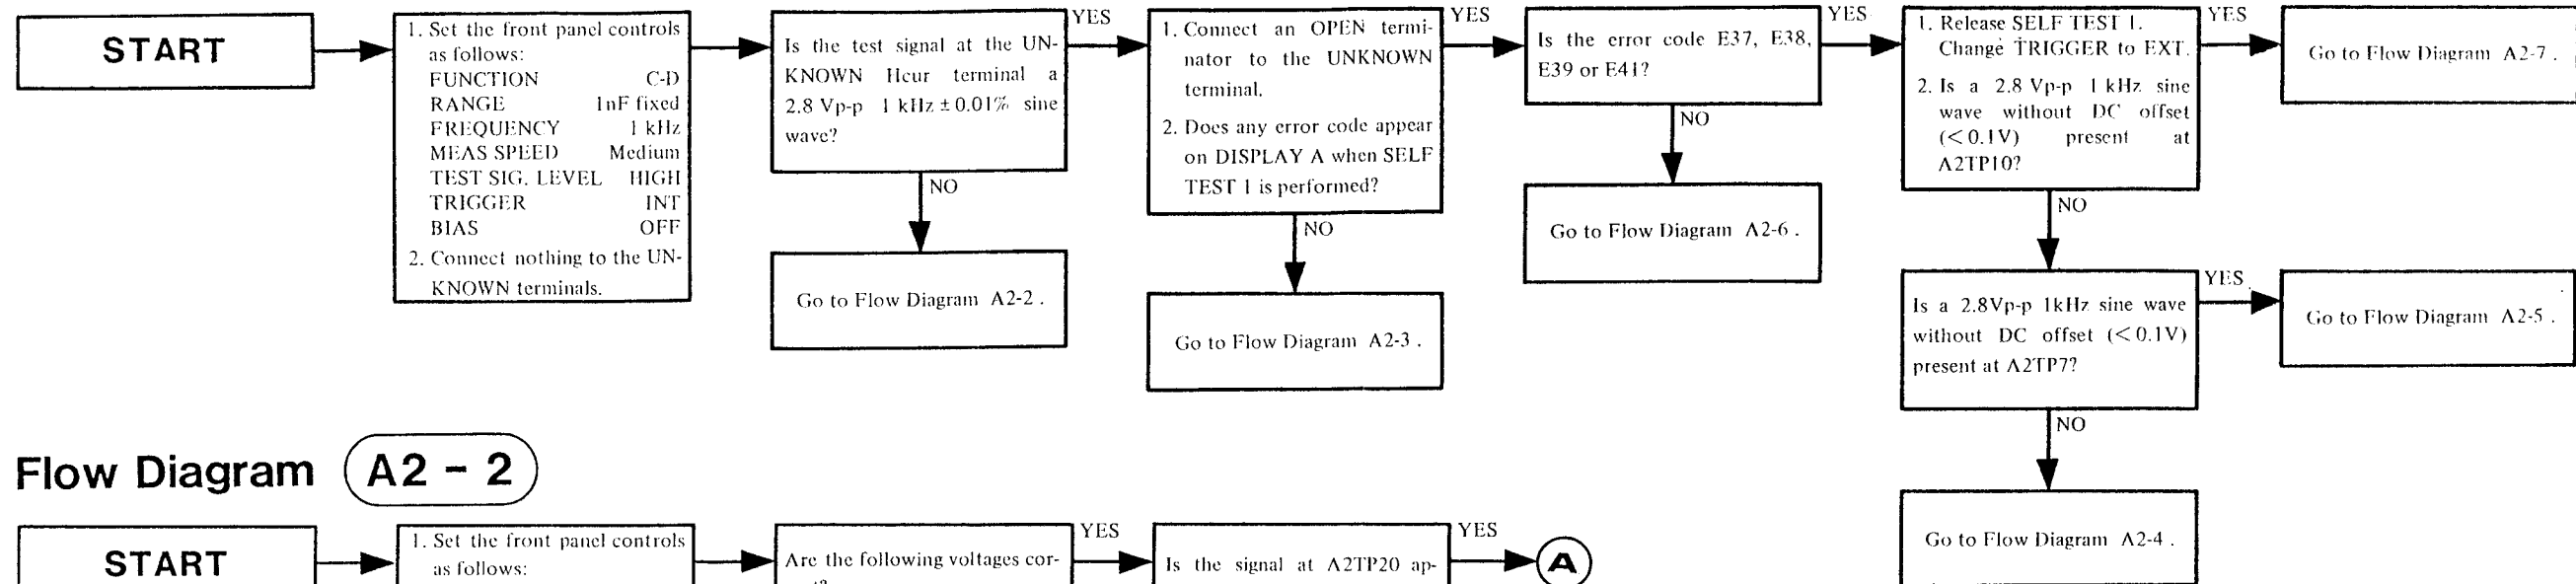 START
1. Set the front panel controls
as follows:
FUNCTION C-D
RANGE 1nF fixed
FREQUENCY 1 kHz
MEAS SPEED Medium
TEST SIG. LEVEL HIGH
TRIGGER INT
BIAS OFF
2. Connect nothing to the UN-
KNOWN terminals.
Is the test signal at the UN-
KNOWN Hcur terminal a
2.8 Vp-p 1 kHz ± 0.01% sine
wave?
YES
NO
Go to Flow Diagram A2-2 .
1. Connect an OPEN termi-
nator to the UNKNOWN
terminal.
2. Does any error code appear
on DISPLAY A when SELF
TEST 1 is performed?
YES
NO
Go to Flow Diagram A2-3 .
Is the error code E37, E38,
E39 or E41?
YES
NO
Go to Flow Diagram A2-6 .
1. Release SELF TEST 1.
Change TRIGGER to EXT.
2. Is a 2.8 Vp-p 1 kHz sine
wave without DC offset
(< 0.1V) present at
A2TP10?
YES
Go to Flow Diagram A2-7 .
NO
Is a 2.8Vp-p 1kHz sine wave
without DC offset (< 0.1V)
present at A2TP7?
YES
Go to Flow Diagram A2-5 .
NO
Go to Flow Diagram A2-4 .
Flow Diagram A2 - 2
START
1. Set the front panel controls
as follows:
Are the following voltages cor-
YES
Is the signal at A2TP20 ap-
YES
A